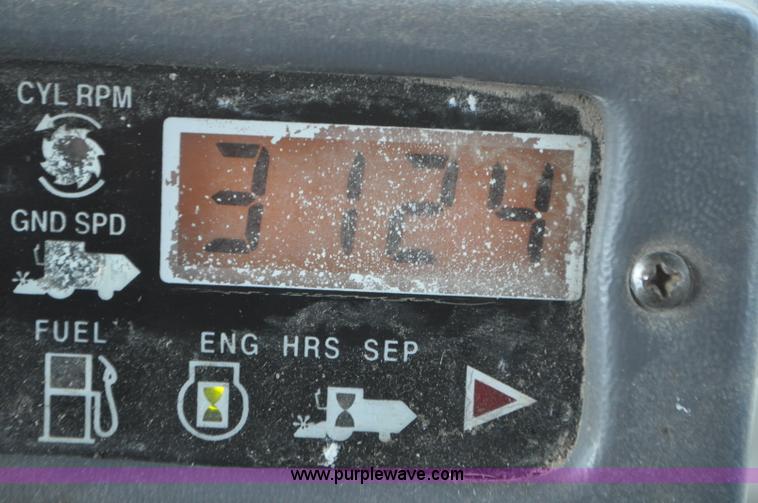 CYL RPM
3124
GND SPD
FUEL
ENG HRS SEP
www.purplewave.com